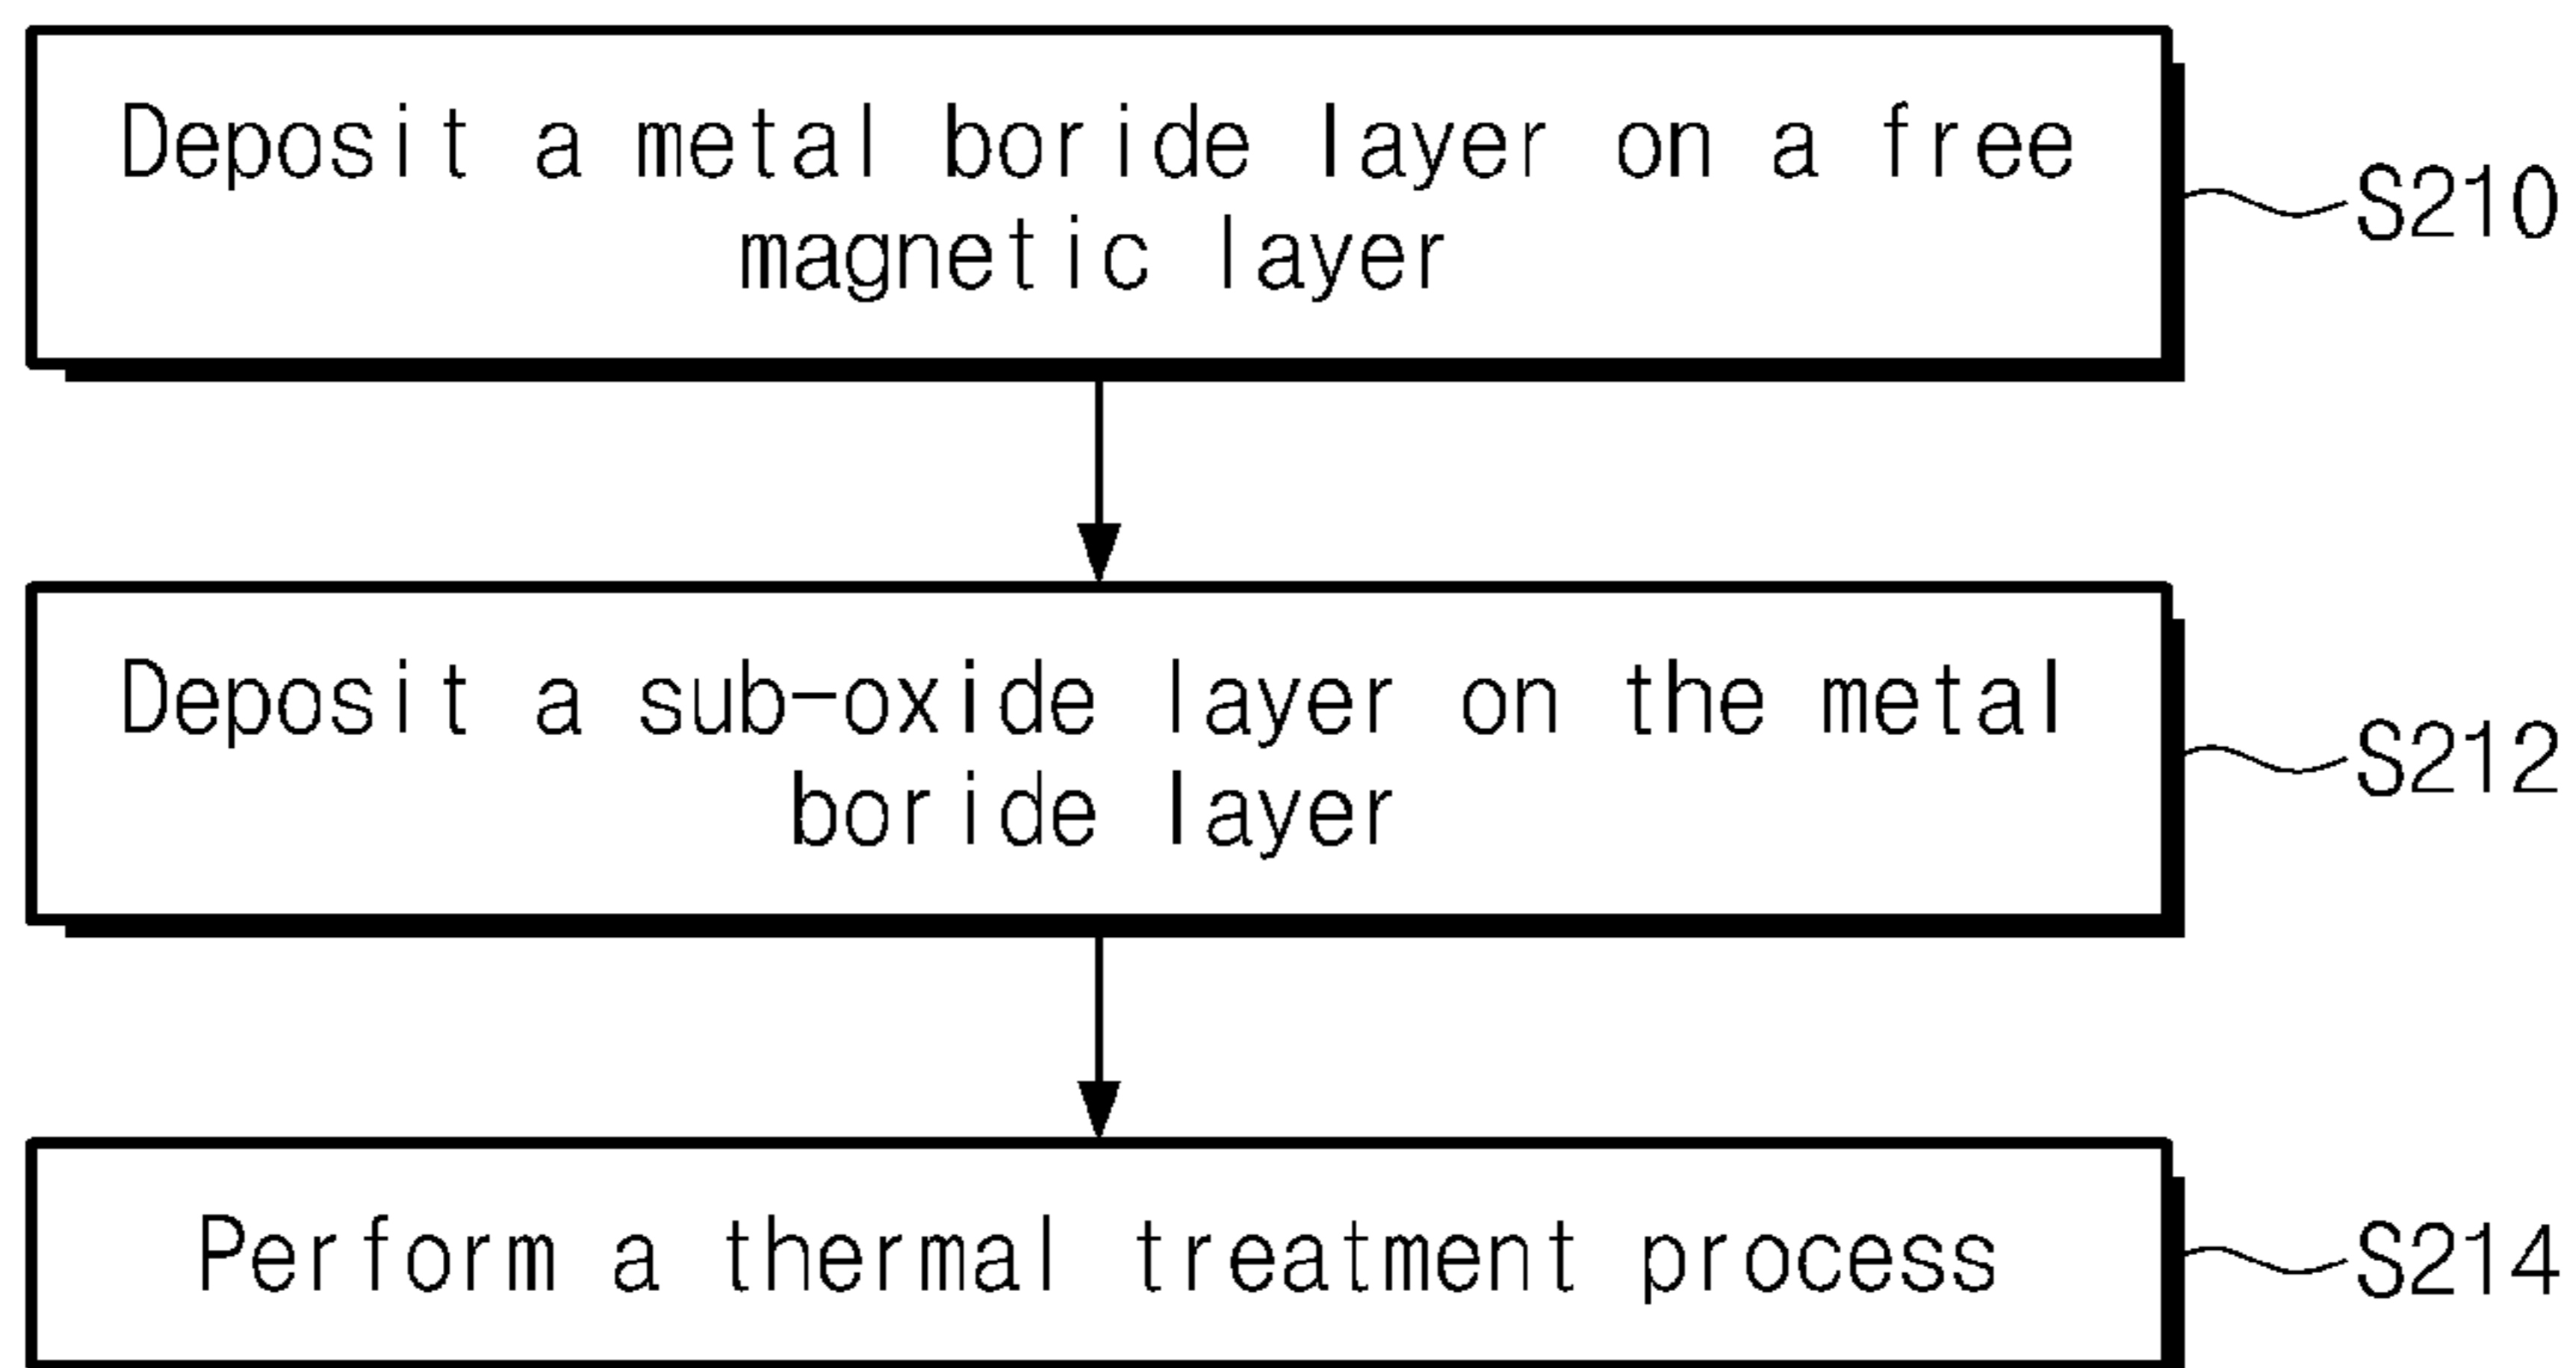 Deposit a metal boride layer on a free
magnetic layer
S210
Deposit a sub-oxide layer on the metal
boride layer
S212
Perform a thermal treatment process
S214